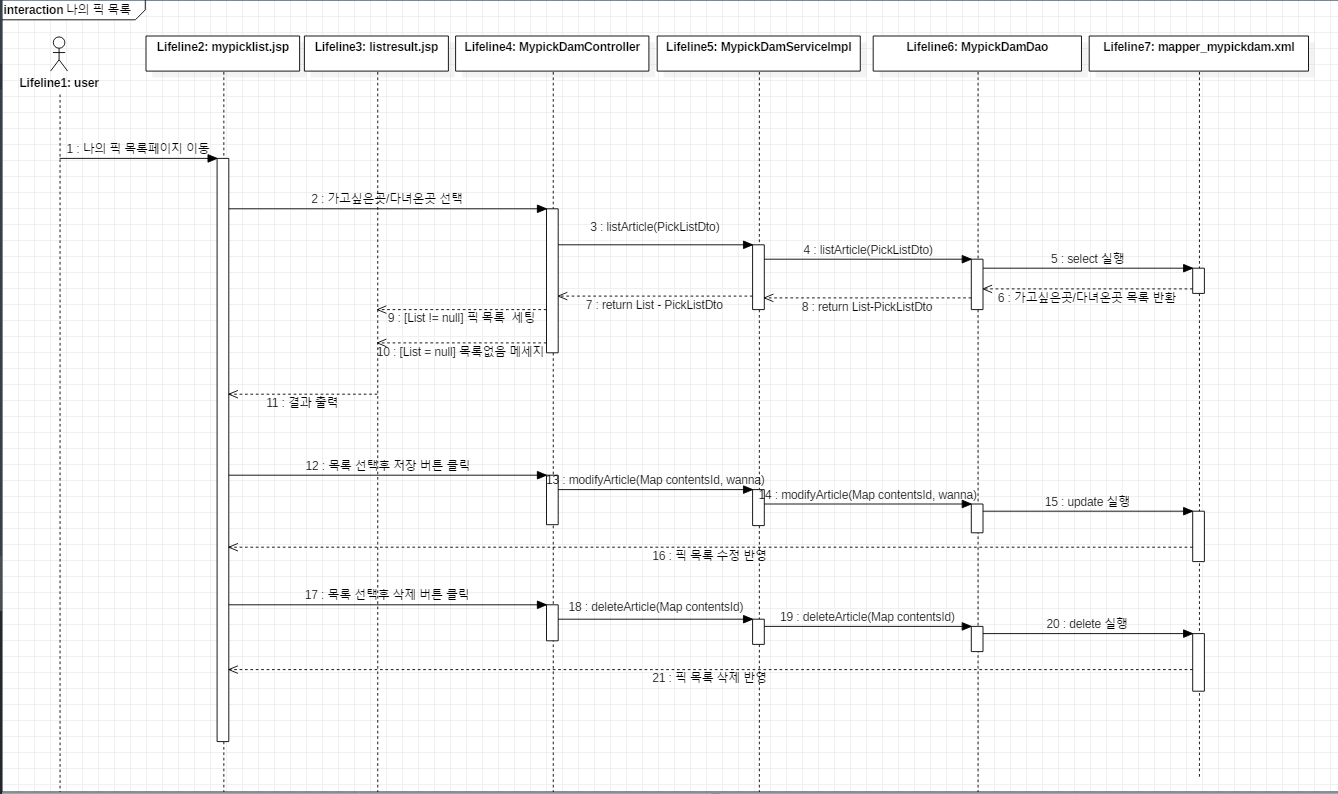 interaction 나의 픽 목록
Lifeline1: user
Lifeline2: mypicklist.jsp
Lifeline3: listresult.jsp
Lifeline4: MypickDamController
Lifeline5: MypickDamServiceImpl
Lifeline6: MypickDamDao
Lifeline7: mapper_mypickdam.xml
1 : 나의 픽 목록페이지 이동
2 : 가고싶은곳/다녀온곳 선택
3 : listArticle(PickListDto)
4 : listArticle(PickListDto)
5 : select 실행
6 : 가고싶은곳/다녀온곳 목록 반환
7 : return List - PickListDto
8 : return List-PickListDto
9 : [List != null] 픽 목록 세팅
10 : [List = null] 목록없음 메세지
11 : 결과 출력
12 : 목록 선택후 저장 버튼 클릭
13 : modifyArticle(Map contentsId, wanna)
14 : modifyArticle(Map contentsId, wanna)
15 : update 실행
16 : 픽 목록 수정 반영
17 : 목록 선택후 삭제 버튼 클릭
18 : deleteArticle(Map contentsId)
19 : deleteArticle(Map contentsId)
20 : delete 실행
21 : 픽 목록 삭제 반영